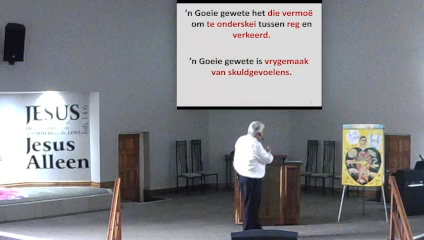 'n Goeie gewete het die vermoë
om te onderskei tussen reg en
verkeerd.
'n Goeie gewete is vrygemaak
van skuldgevoelens.
JESUS
Jesus
Alleen